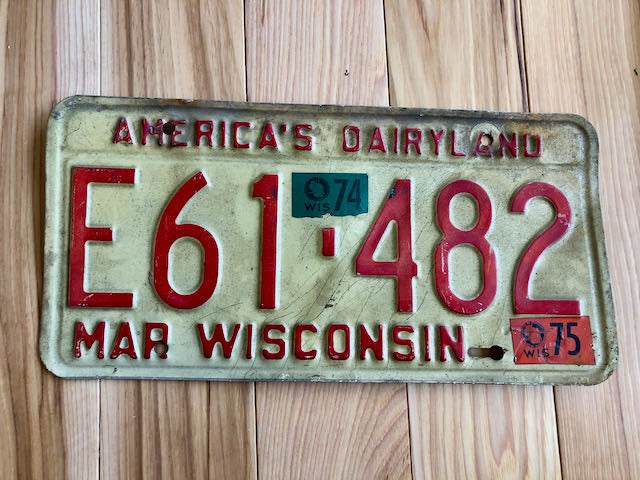 AMERICA'S DAIRYLAND
WIS 74
E61-482
MAR WISCONSIN
WIS 75